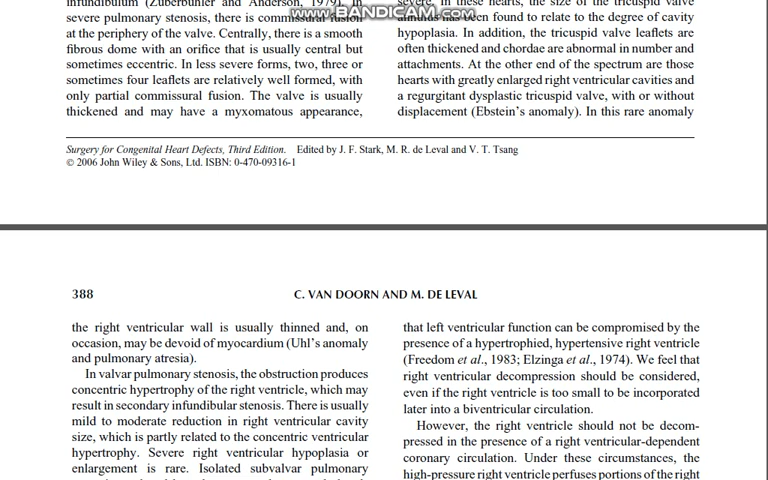 infundibulum (Zuberbuhler and Anderson, 1979). In
severe pulmonary stenosis, there is commissural fusion
at the periphery of the valve. Centrally, there is a smooth
fibrous dome with an orifice that is usually central but
sometimes eccentric. In less severe forms, two, three or
sometimes four leaflets are relatively well formed, with
only partial commissural fusion. The valve is usually
thickened and may have a myxomatous appearance,
severe. In these hearts, the size of the tricuspid valve
annulus has been found to relate to the degree of cavity
hypoplasia. In addition, the tricuspid valve leaflets are
often thickened and chordae are abnormal in number and
attachments. At the other end of the spectrum are those
hearts with greatly enlarged right ventricular cavities and
a regurgitant dysplastic tricuspid valve, with or without
displacement (Ebstein's anomaly). In this rare anomaly
www.BANDICAM.com
Surgery for Congenital Heart Defects, Third Edition. Edited by J. F. Stark, M. R. de Leval and V. T. Tsang
© 2006 John Wiley & Sons, Ltd. ISBN: 0-470-09316-1
388
C. VAN DOORN AND M. DE LEVAL
the right ventricular wall is usually thinned and, on
occasion, may be devoid of myocardium (Uhl's anomaly
and pulmonary atresia).
In valvar pulmonary stenosis, the obstruction produces
concentric hypertrophy of the right ventricle, which may
result in secondary infundibular stenosis. There is usually
mild to moderate reduction in right ventricular cavity
size, which is partly related to the concentric ventricular
hypertrophy. Severe right ventricular hypoplasia or
enlargement is rare. Isolated subvalvar pulmonary
that left ventricular function can be compromised by the
presence of a hypertrophied, hypertensive right ventricle
(Freedom et al., 1983; Elzinga et al., 1974). We feel that
right ventricular decompression should be considered,
even if the right ventricle is too small to be incorporated
later into a biventricular circulation.
However, the right ventricle should not be decom-
pressed in the presence of a right ventricular-dependent
coronary circulation. Under these circumstances, the
high-pressure right ventricle perfuses portions of the right